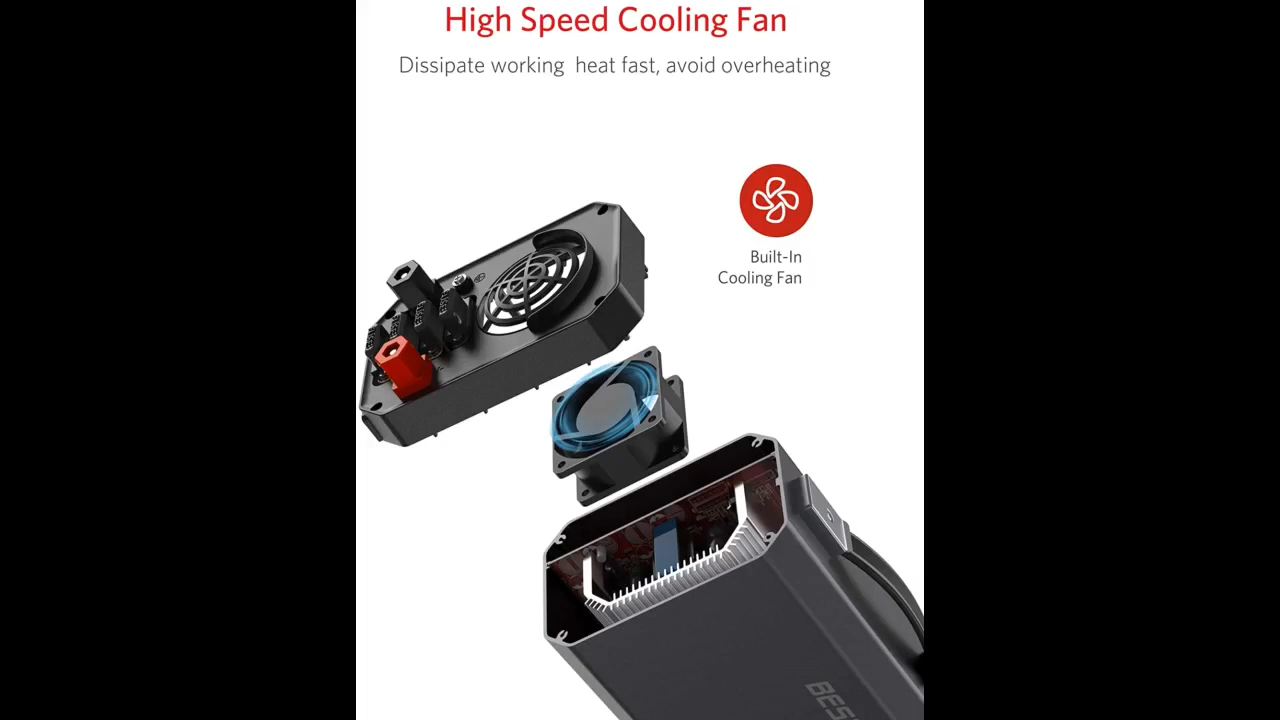 High Speed Cooling Fan
Dissipate working heat fast, avoid overheating
Built-In
Cooling Fan